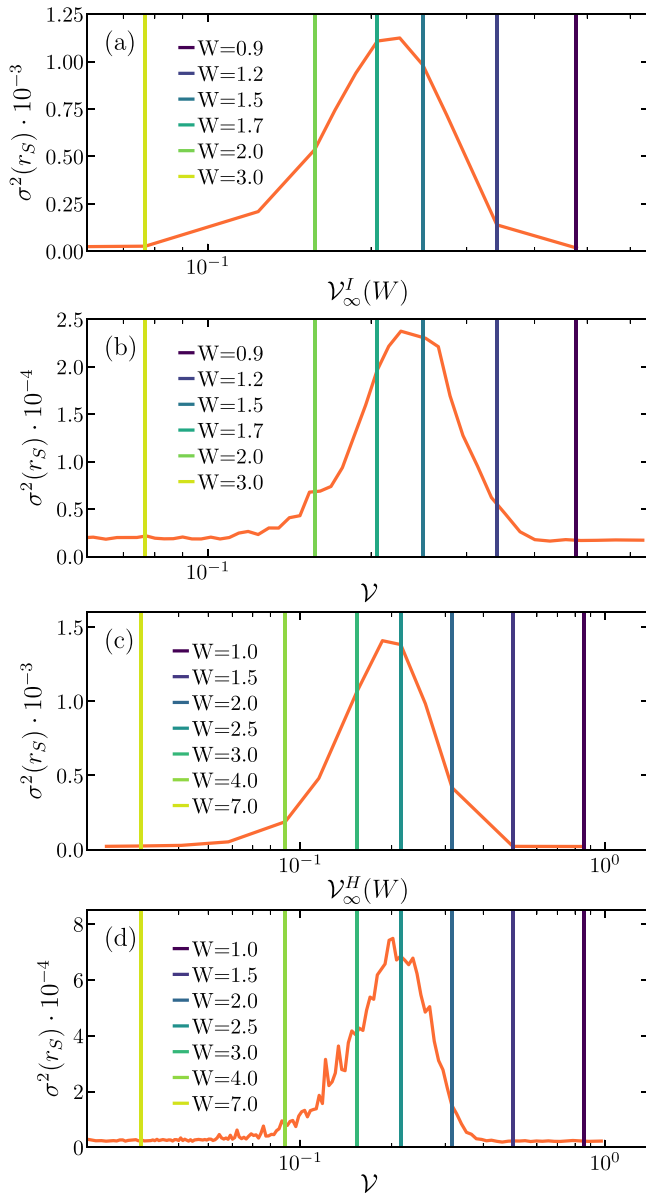 (a)
σ²(r_S) · 10⁻³
1.25
1.00
0.75
0.50
0.25
0.00
W=0.9
W=1.2
W=1.5
W=1.7
W=2.0
W=3.0
10⁻¹
𝒱_∞^I(W)
(b)
σ²(r_S) · 10⁻⁴
2.5
2.0
1.5
1.0
0.5
0.0
W=0.9
W=1.2
W=1.5
W=1.7
W=2.0
W=3.0
10⁻¹
𝒱
(c)
σ²(r_S) · 10⁻³
1.5
1.0
0.5
0.0
W=1.0
W=1.5
W=2.0
W=2.5
W=3.0
W=4.0
W=7.0
10⁻¹ 10⁰
𝒱_∞^H(W)
(d)
σ²(r_S) · 10⁻⁴
8
6
4
2
0
W=1.0
W=1.5
W=2.0
W=2.5
W=3.0
W=4.0
W=7.0
10⁻¹ 10⁰
𝒱